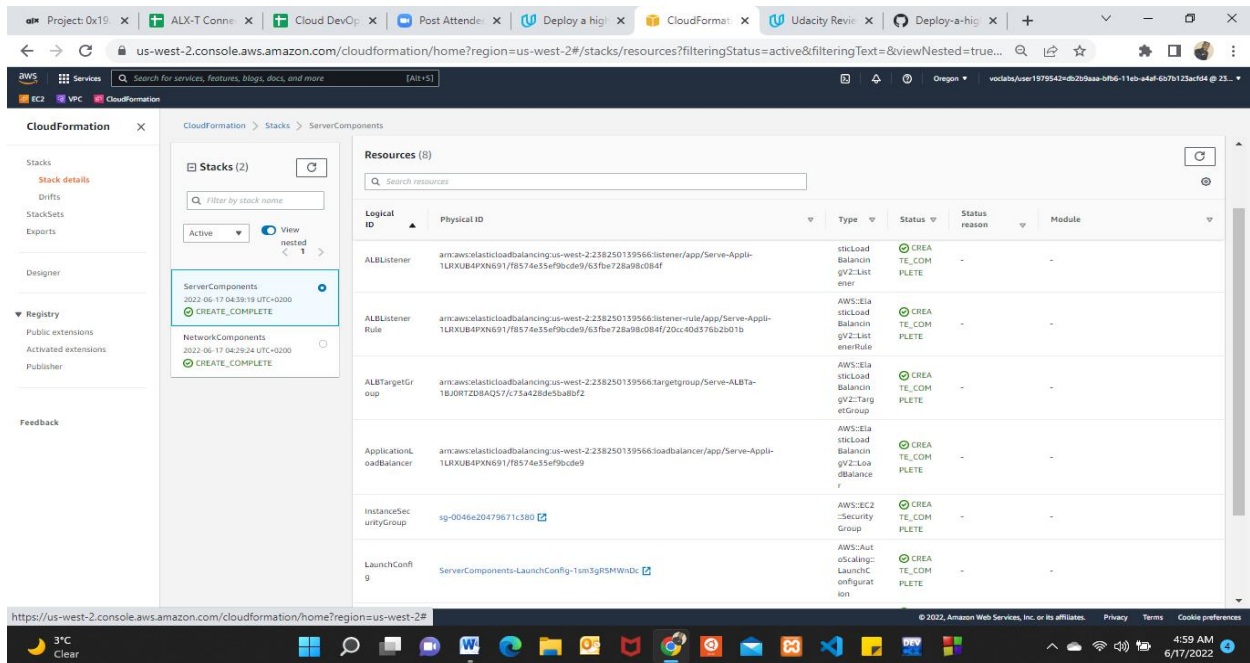 alx Project: 0x19
ALX-T Conne
Cloud DevOp
Post Attende
Deploy a high
CloudFormati
Udacity Revie
Deploy-a-hig
us-west-2.console.aws.amazon.com/cloudformation/home?region=us-west-2#/stacks/resources?filteringStatus=active&filteringText=&viewNested=true...
aws
Services
Search for services, features, blogs, docs, and more
[Alt+S]
Oregon
voclabs/user1979542=db2b9aaa-bfb6-11eb-a4af-6b7b123acfd4 @ 23...
EC2
VPC
CloudFormation
CloudFormation
Stacks
Stack details
Drifts
StackSets
Exports
Designer
Registry
Public extensions
Activated extensions
Publisher
Feedback
CloudFormation > Stacks > ServerComponents
Stacks (2)
Filter by stack name
Active
View
nested
< 1 >
ServerComponents
2022-06-17 04:39:19 UTC+0200
CREATE_COMPLETE
NetworkComponents
2022-06-17 04:29:24 UTC+0200
CREATE_COMPLETE
Resources (8)
Search resources
Logical
ID
Physical ID
Type
Status
Status
reason
Module
ALBListener
arn:aws:elasticloadbalancing:us-west-2:238250139566:listener/app/Serve-Appli-
1LRXUB4PXN691/f8574e35ef9bcde9/63fbe728a98c084f
sticLoad
Balancin
gV2::List
ener
CREA
TE_COM
PLETE
-
-
ALBListener
Rule
arn:aws:elasticloadbalancing:us-west-2:238250139566:listener-rule/app/Serve-Appli-
1LRXUB4PXN691/f8574e35ef9bcde9/63fbe728a98c084f/20cc40d376b2b01b
AWS::Ela
sticLoad
Balancin
gV2::List
enerRule
CREA
TE_COM
PLETE
-
-
ALBTargetGr
oup
arn:aws:elasticloadbalancing:us-west-2:238250139566:targetgroup/Serve-ALBTa-
1BJ0RTZD8AQS7/c73a428de5ba8bf2
AWS::Ela
sticLoad
Balancin
gV2::Targ
etGroup
CREA
TE_COM
PLETE
-
-
ApplicationL
oadBalancer
arn:aws:elasticloadbalancing:us-west-2:238250139566:loadbalancer/app/Serve-Appli-
1LRXUB4PXN691/f8574e35ef9bcde9
AWS::Ela
sticLoad
Balancin
gV2::Loa
dBalance
r
CREA
TE_COM
PLETE
-
-
InstanceSec
urityGroup
sg-0046e20479671c380
AWS::EC2
::Security
Group
CREA
TE_COM
PLETE
-
-
LaunchConfi
g
ServerComponents-LaunchConfig-1sm3gRSMWnDc
AWS::Aut
oScaling::
LaunchC
onfigurat
ion
CREA
TE_COM
PLETE
-
-
https://us-west-2.console.aws.amazon.com/cloudformation/home?region=us-west-2#
© 2022, Amazon Web Services, Inc. or its affiliates.
Privacy
Terms
Cookie preferences
3°C
Clear
4:59 AM
6/17/2022
4